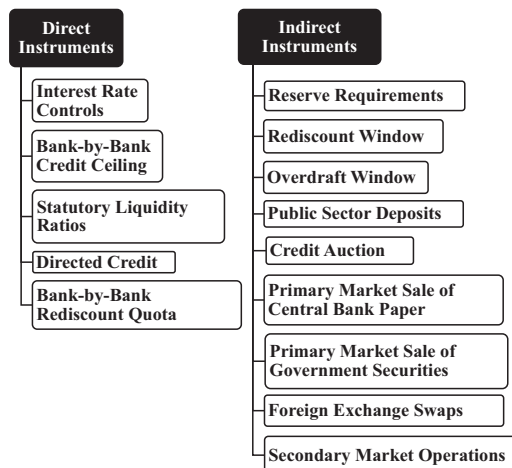 Direct
Instruments
Interest Rate
Controls
Bank-by-Bank
Credit Ceiling
Statutory Liquidity
Ratios
Directed Credit
Bank-by-Bank
Rediscount Quota
Indirect
Instruments
Reserve Requirements
Rediscount Window
Overdraft Window
Public Sector Deposits
Credit Auction
Primary Market Sale of
Central Bank Paper
Primary Market Sale of
Government Securities
Foreign Exchange Swaps
Secondary Market Operations